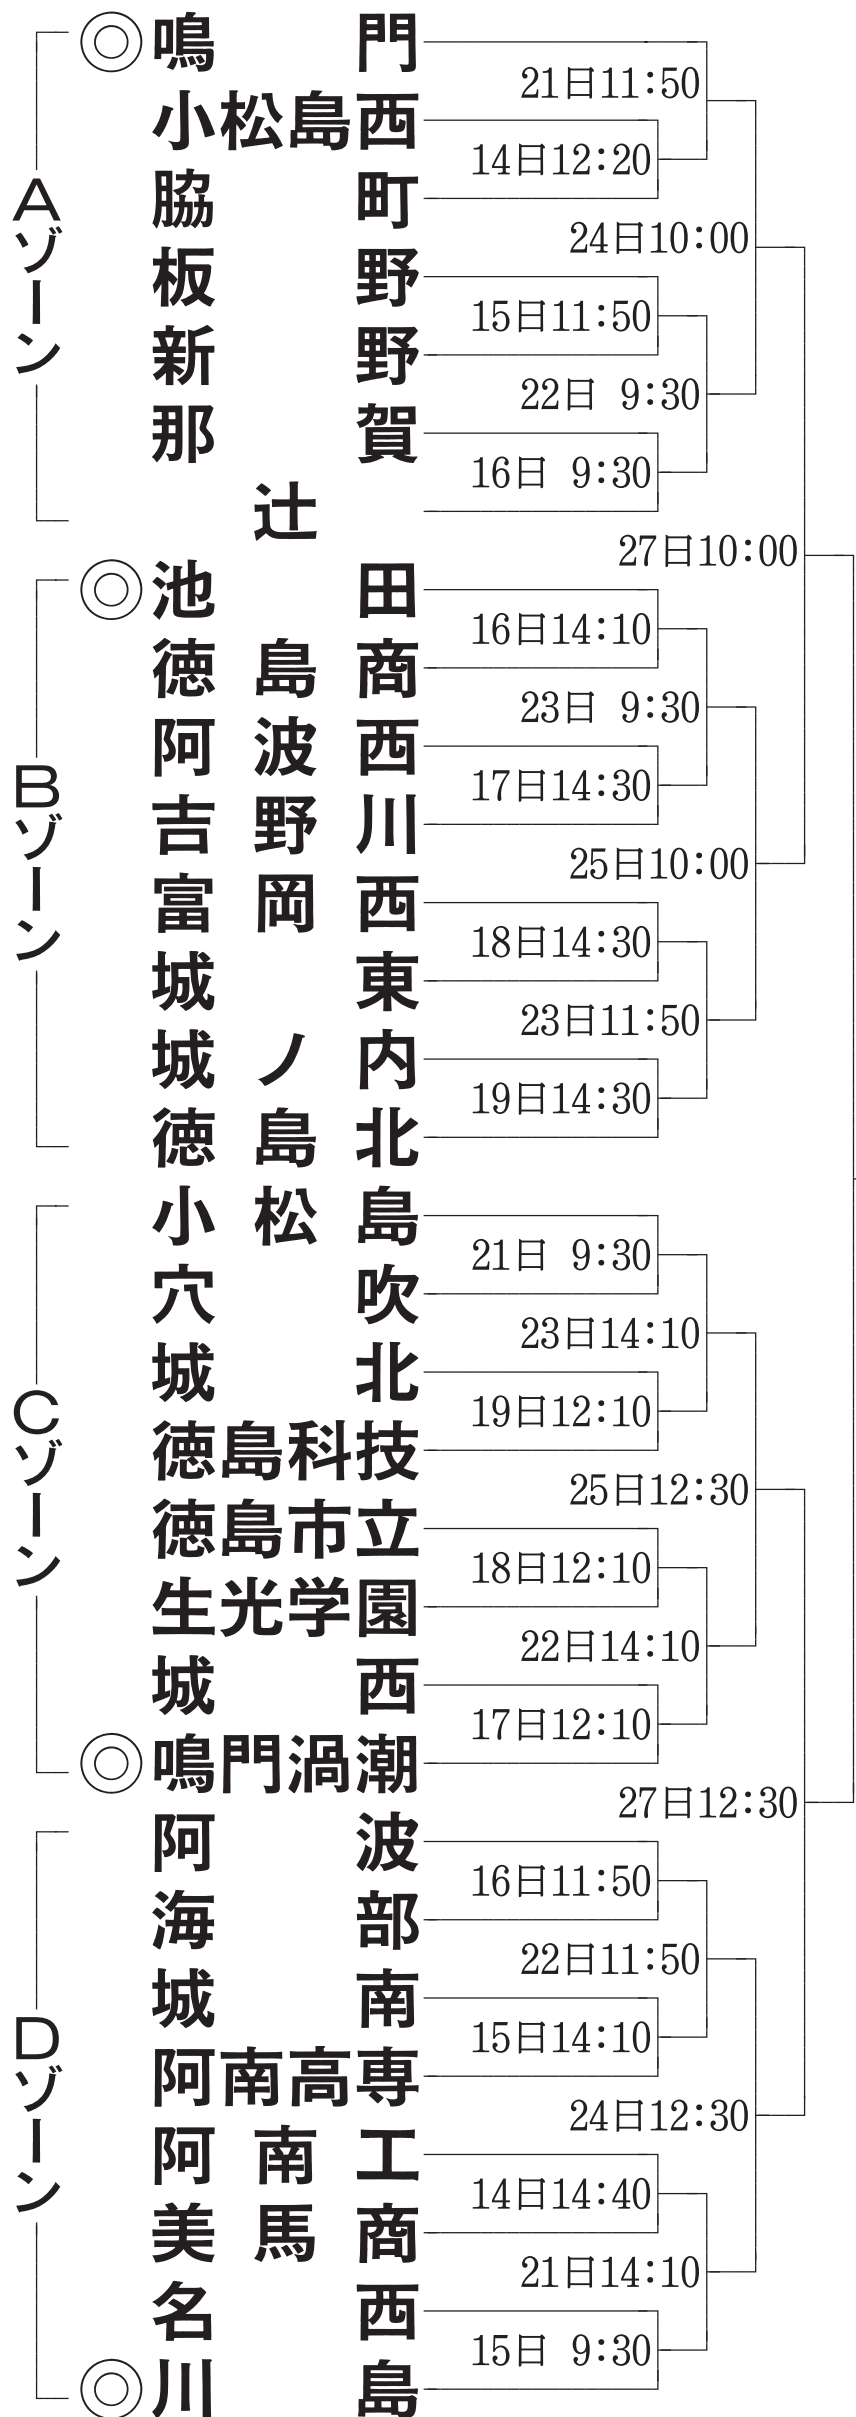 Aゾーン
◎鳴門
小松島西
脇町
板野
新野
那賀
辻
21日11:50
14日12:20
24日10:00
15日11:50
22日 9:30
16日 9:30
27日10:00
Bゾーン
◎池田
徳島商
阿波西
吉野川
富岡西
城東
城ノ内
徳島北
16日14:10
23日 9:30
17日14:30
25日10:00
18日14:30
23日11:50
19日14:30
Cゾーン
小松島
穴吹
城北
徳島科技
徳島市立
生光学園
城西
◎鳴門渦潮
21日 9:30
23日14:10
19日12:10
25日12:30
18日12:10
22日14:10
17日12:10
27日12:30
Dゾーン
阿波
海部
城南
阿南高専
阿南工
美馬商
名西
◎川島
16日11:50
22日11:50
15日14:10
24日12:30
14日14:40
21日14:10
15日 9:30